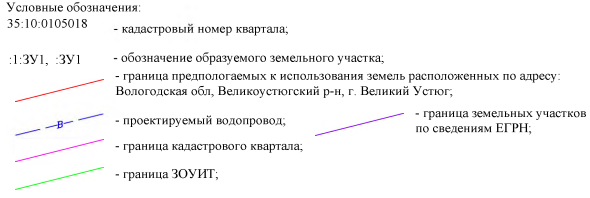 Условные обозначения:
35:10:0105018 - кадастровый номер квартала;
:1:ЗУ1, :ЗУ1 - обозначение образуемого земельного участка;
- граница предпологаемых к использования земель расположенных по адресу:
Вологодская обл, Великоустюгский р-н, г. Великий Устюг;
В - проектируемый водопровод;
- граница земельных участков
по сведениям ЕГРН;
- граница кадастрового квартала;
- граница ЗОУИТ;